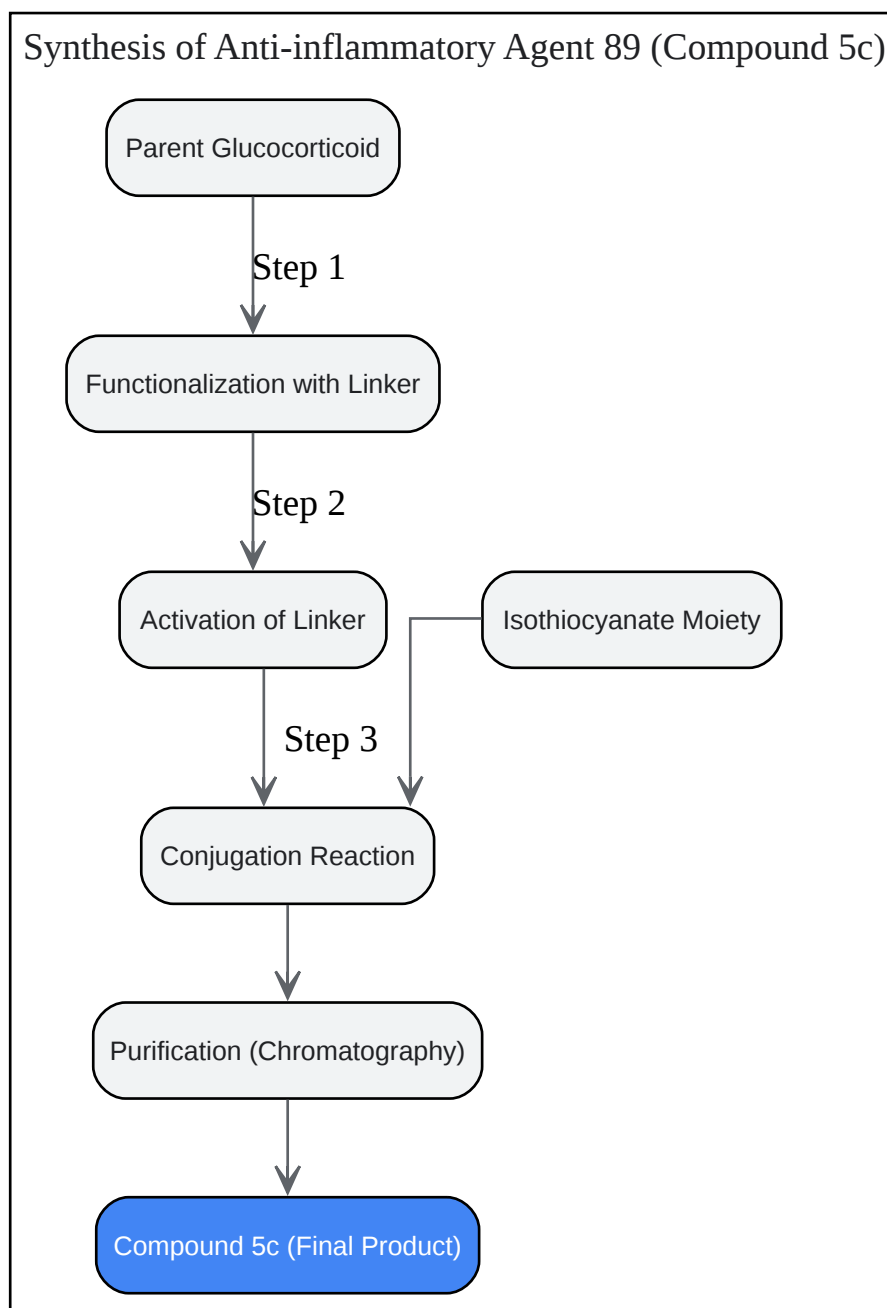 Synthesis of Anti-inflammatory Agent 89 (Compound 5c)
Parent Glucocorticoid
Step 1
Functionalization with Linker
Step 2
Activation of Linker
Isothiocyanate Moiety
Step 3
Conjugation Reaction
Purification (Chromatography)
Compound 5c (Final Product)